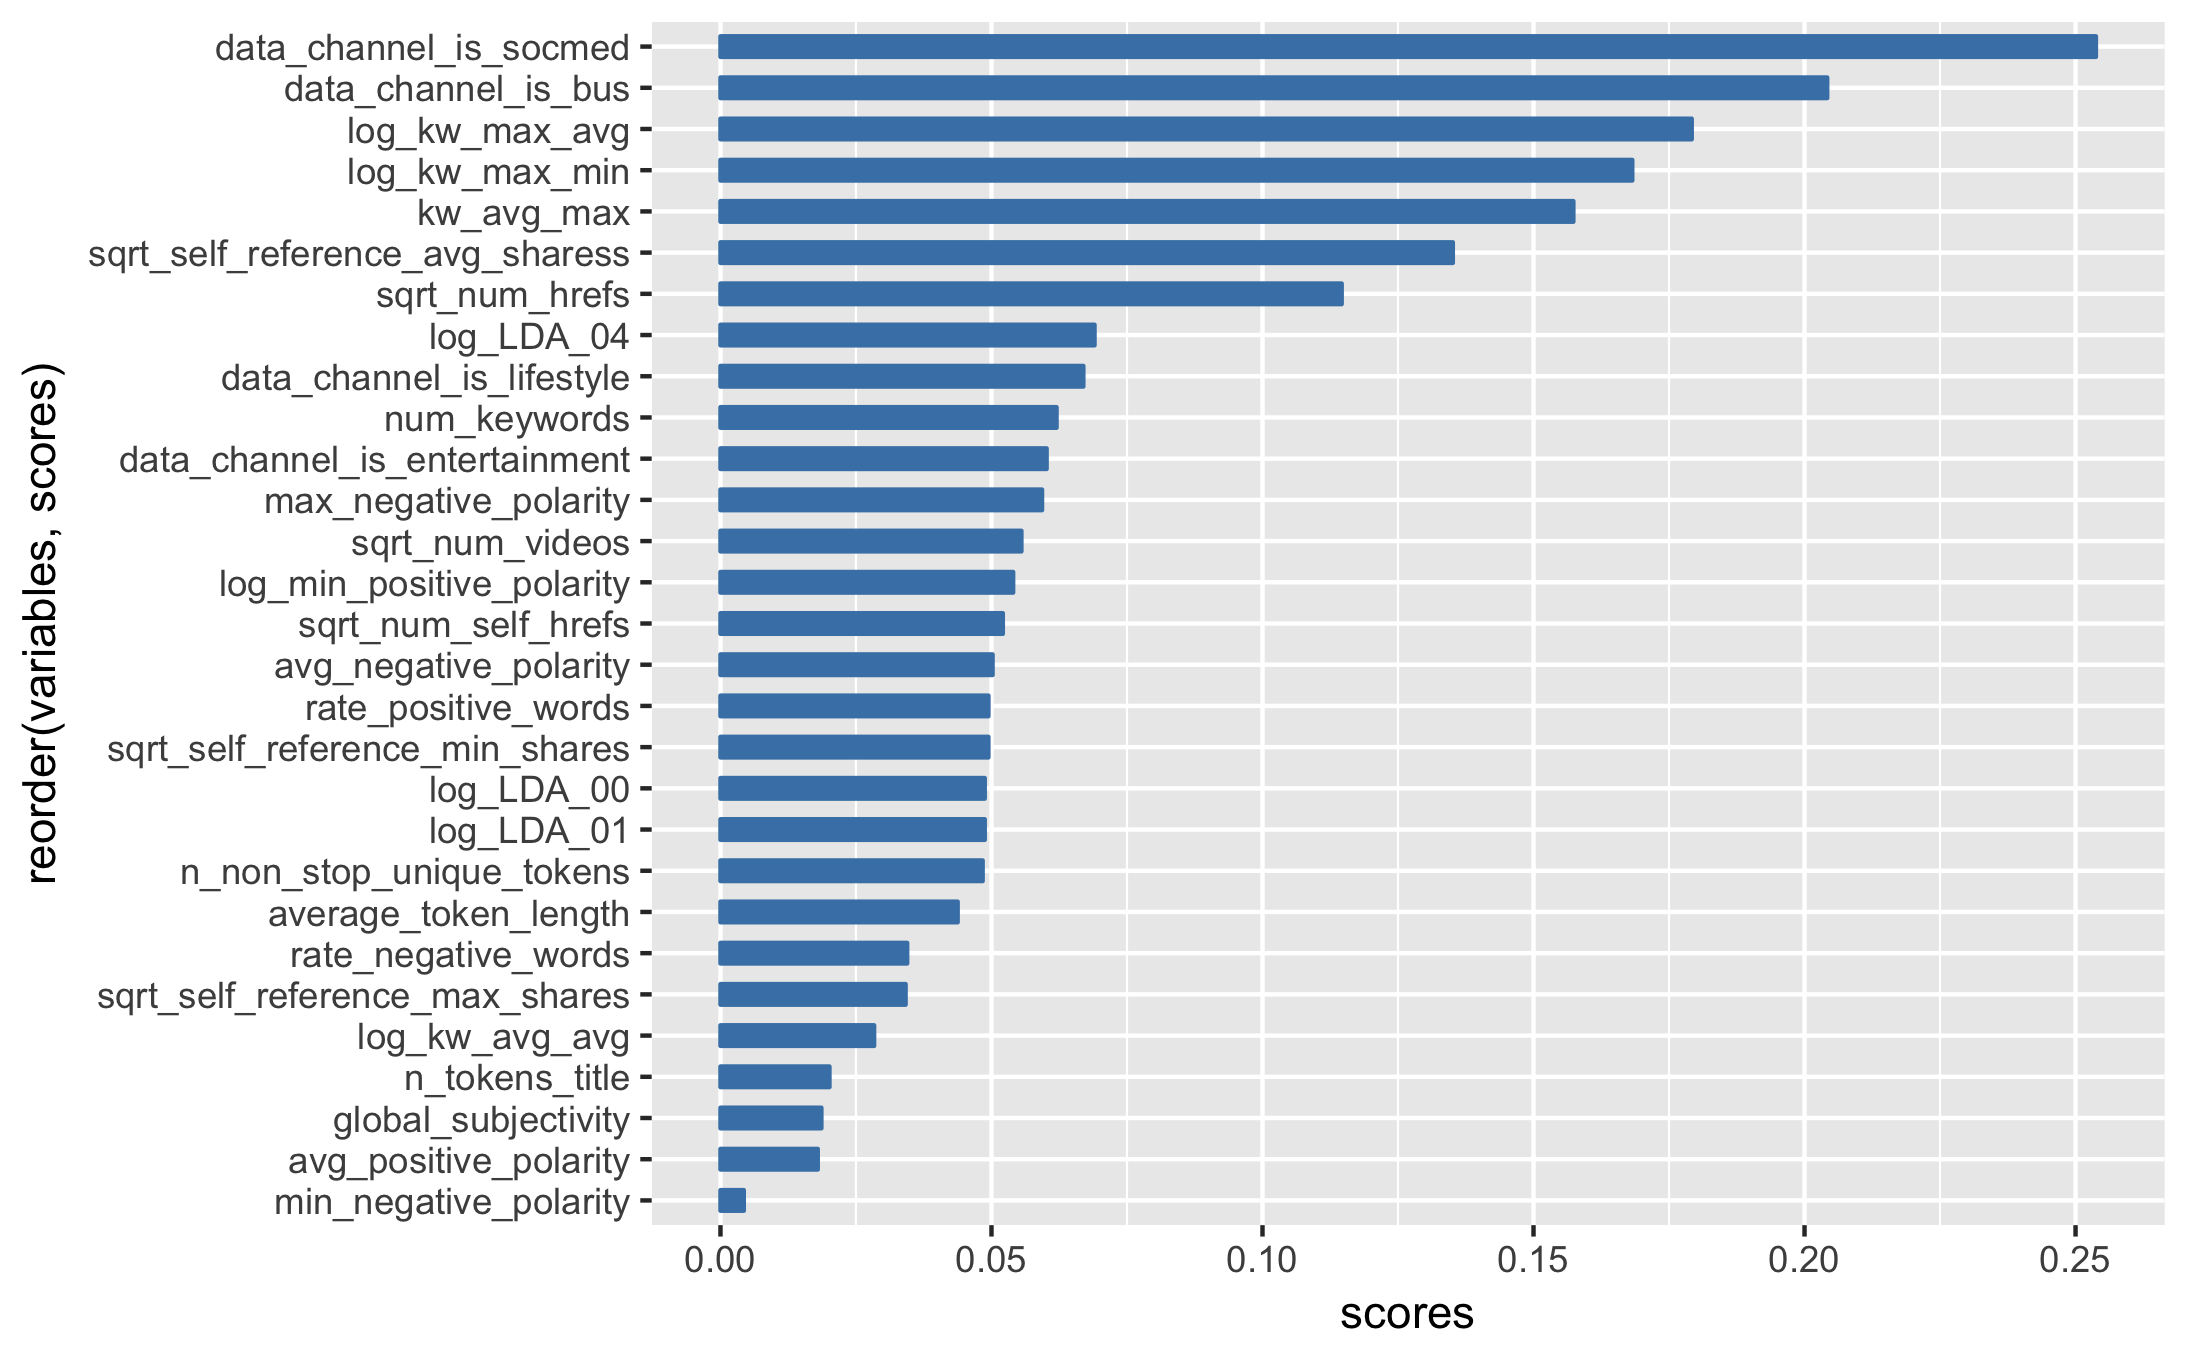 data_channel_is_socmed
data_channel_is_bus
log_kw_max_avg
log_kw_max_min
kw_avg_max
sqrt_self_reference_avg_sharess
sqrt_num_hrefs
log_LDA_04
data_channel_is_lifestyle
num_keywords
data_channel_is_entertainment
max_negative_polarity
sqrt_num_videos
log_min_positive_polarity
sqrt_num_self_hrefs
avg_negative_polarity
rate_positive_words
sqrt_self_reference_min_shares
log_LDA_00
log_LDA_01
n_non_stop_unique_tokens
average_token_length
rate_negative_words
sqrt_self_reference_max_shares
log_kw_avg_avg
n_tokens_title
global_subjectivity
avg_positive_polarity
min_negative_polarity
reorder(variables, scores)
0.00 0.05 0.10 0.15 0.20 0.25
scores